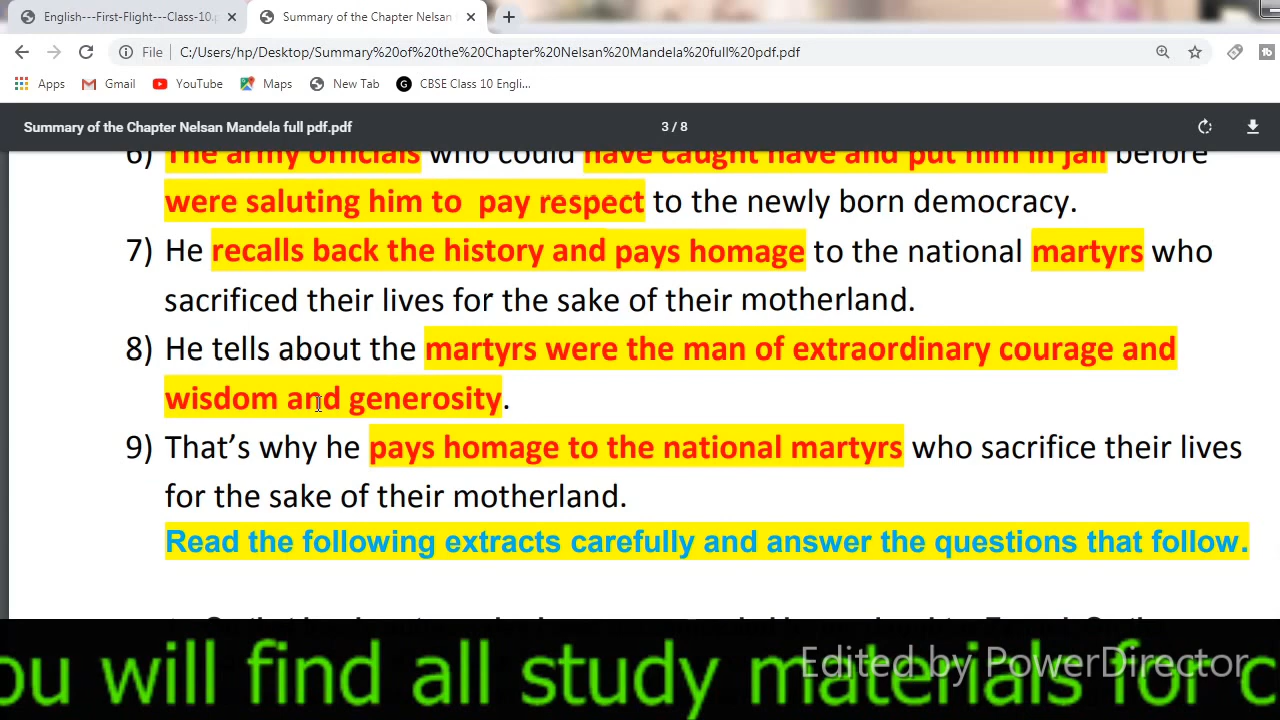 English---First-Flight---Class-10.p
Summary of the Chapter Nelsan
File
C:/Users/hp/Desktop/Summary%20of%20the%20Chapter%20Nelsan%20Mandela%20full%20pdf.pdf
Apps Gmail YouTube Maps New Tab CBSE Class 10 Engli...
Summary of the Chapter Nelsan Mandela full pdf.pdf 3 / 8
6) The army officials who could have caught have and put him in jail before
were saluting him to pay respect to the newly born democracy.
7) He recalls back the history and pays homage to the national martyrs who
sacrificed their lives for the sake of their motherland.
8) He tells about the martyrs were the man of extraordinary courage and
wisdom and generosity.
9) That’s why he pays homage to the national martyrs who sacrifice their lives
for the sake of their motherland.
Read the following extracts carefully and answer the questions that follow.
ou will find all study materials for c
Edited by PowerDirector